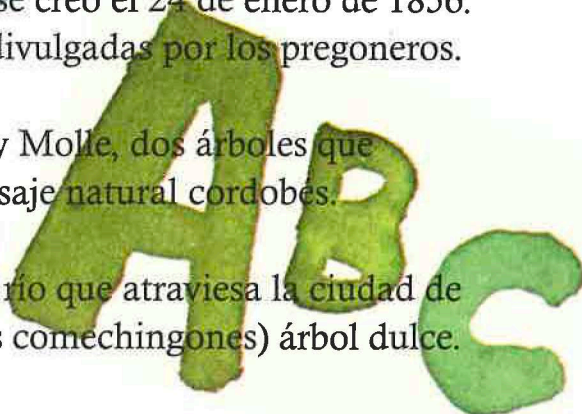 se creó el 24 de enero de 1856.
divulgadas por los pregoneros.
y Molle, dos árboles que
saje natural cordobés.
río que atraviesa la ciudad de
s comechingones) árbol dulce.
ABC